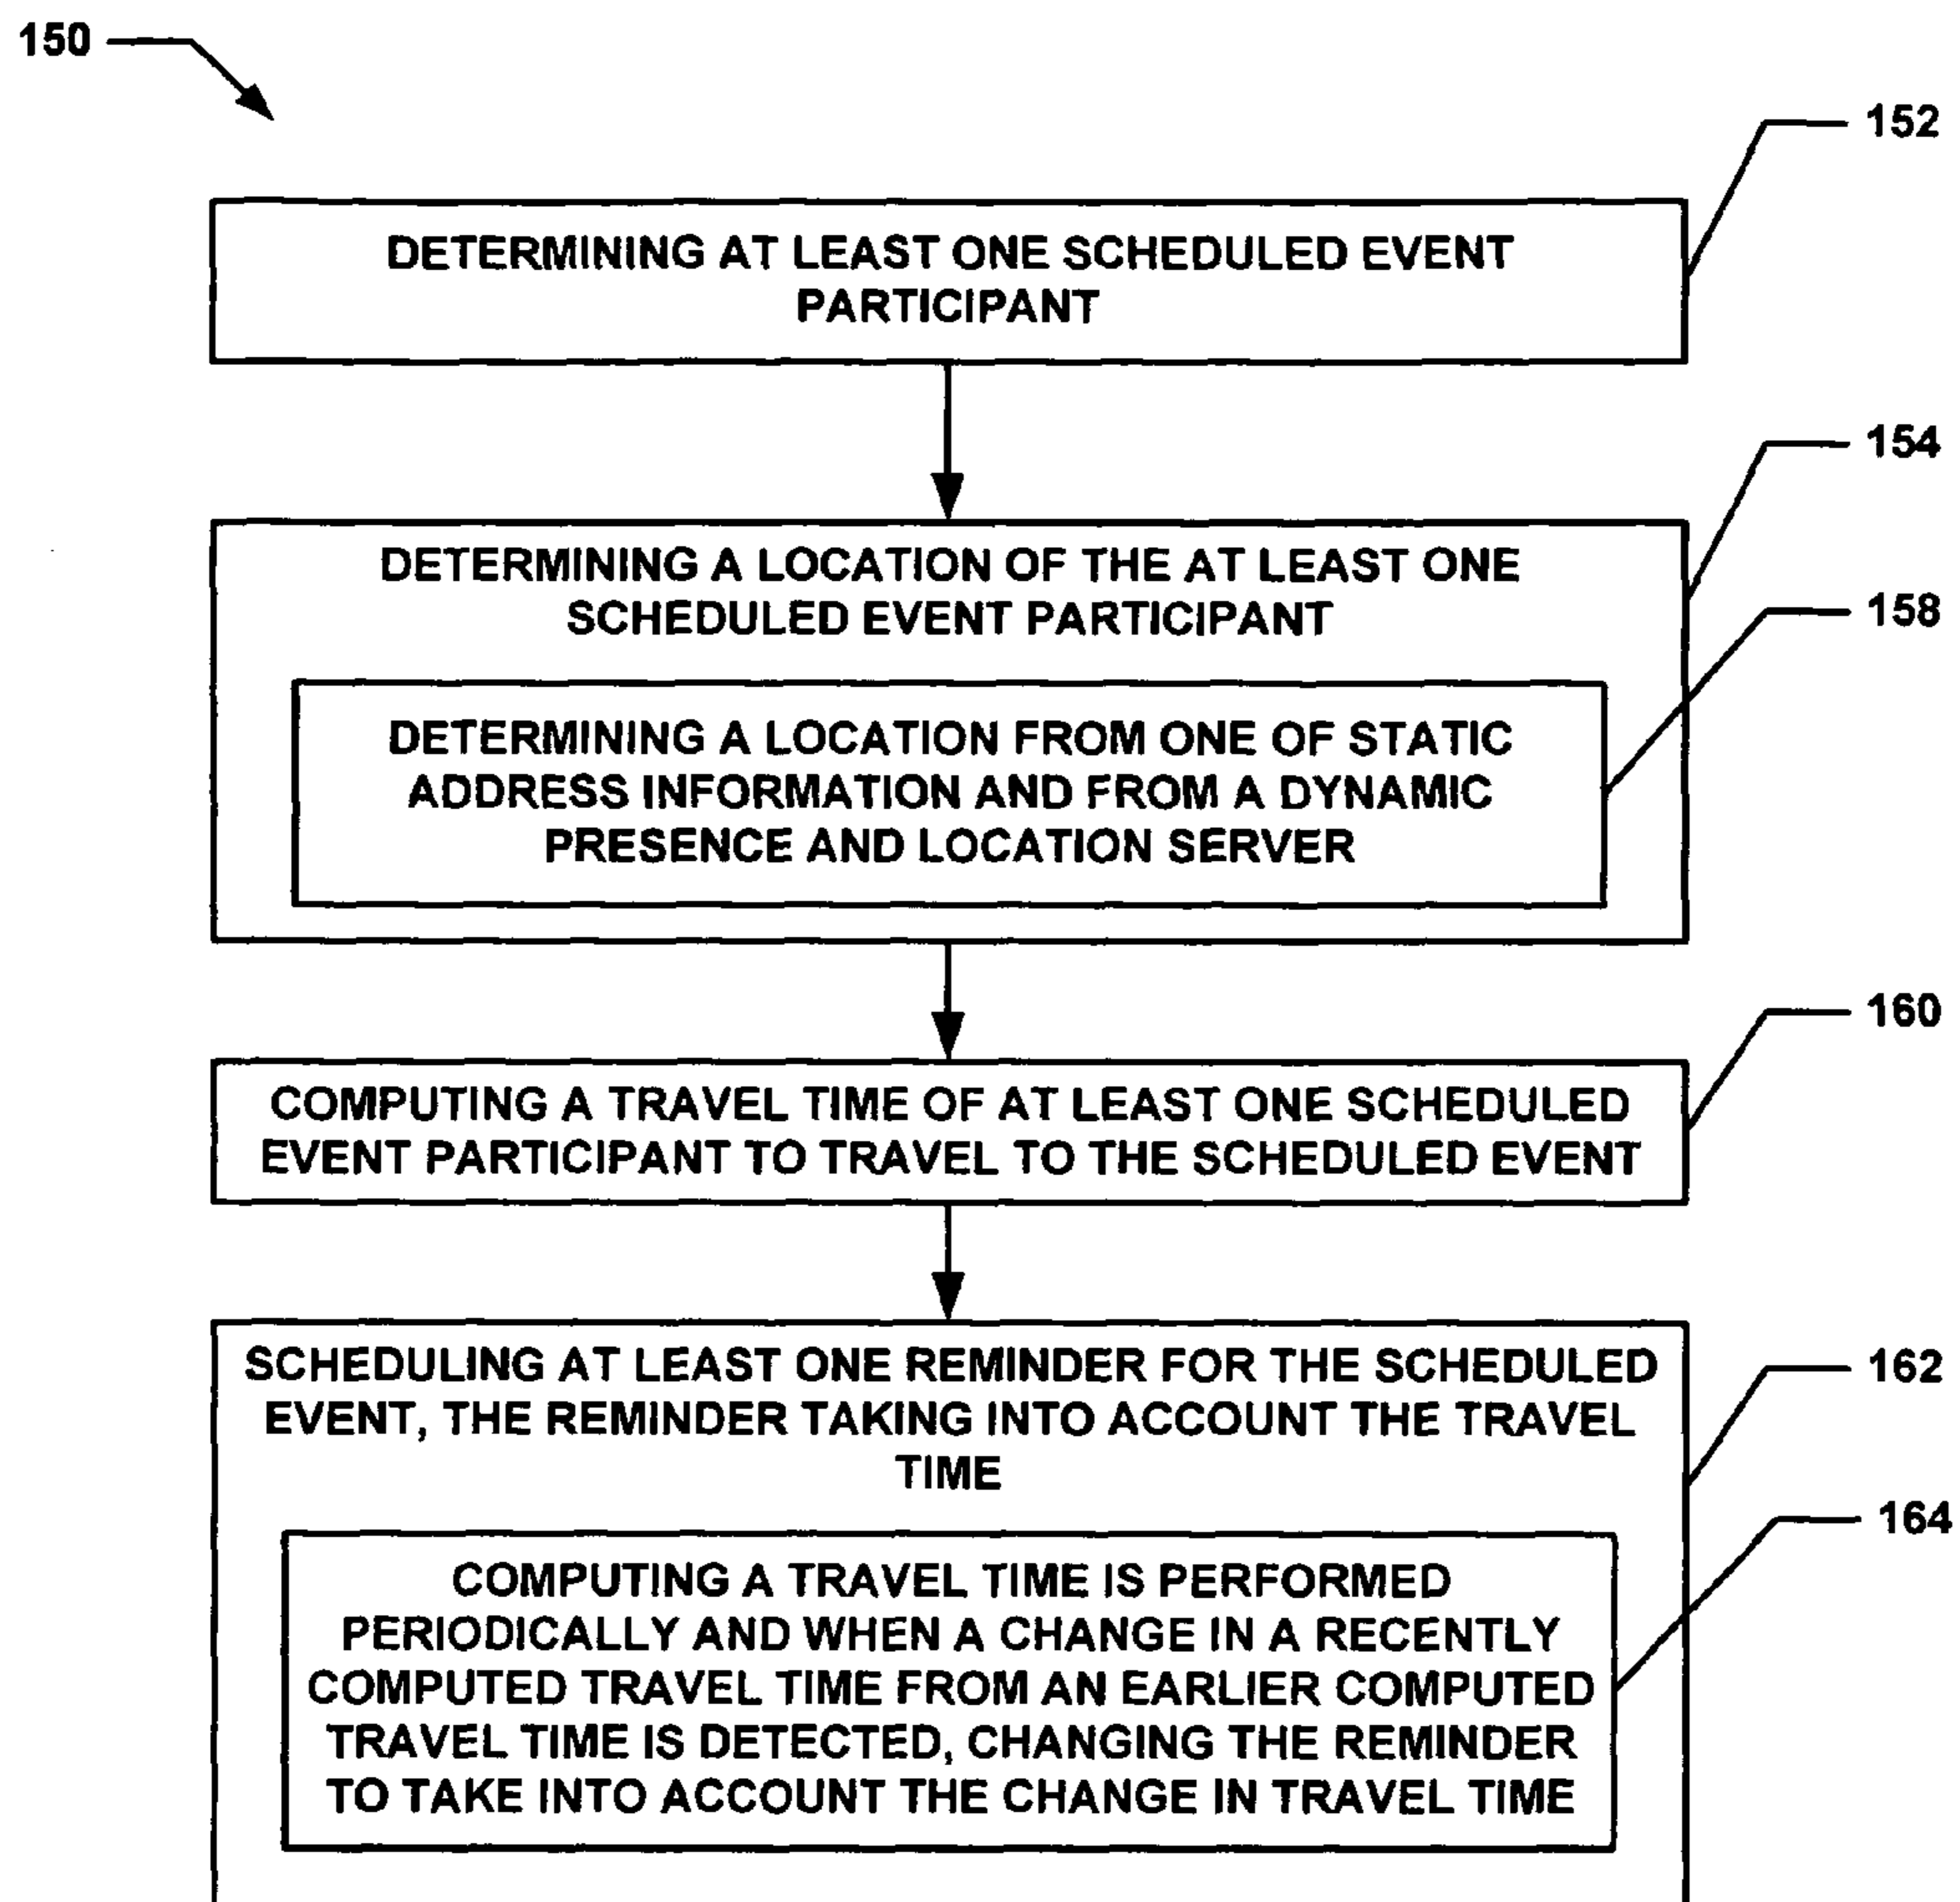 150
152
DETERMINING AT LEAST ONE SCHEDULED EVENT
PARTICIPANT
154
DETERMINING A LOCATION OF THE AT LEAST ONE
SCHEDULED EVENT PARTICIPANT
158
DETERMINING A LOCATION FROM ONE OF STATIC
ADDRESS INFORMATION AND FROM A DYNAMIC
PRESENCE AND LOCATION SERVER
160
COMPUTING A TRAVEL TIME OF AT LEAST ONE SCHEDULED
EVENT PARTICIPANT TO TRAVEL TO THE SCHEDULED EVENT
162
SCHEDULING AT LEAST ONE REMINDER FOR THE SCHEDULED
EVENT, THE REMINDER TAKING INTO ACCOUNT THE TRAVEL
TIME
164
COMPUTING A TRAVEL TIME IS PERFORMED
PERIODICALLY AND WHEN A CHANGE IN A RECENTLY
COMPUTED TRAVEL TIME FROM AN EARLIER COMPUTED
TRAVEL TIME IS DETECTED, CHANGING THE REMINDER
TO TAKE INTO ACCOUNT THE CHANGE IN TRAVEL TIME